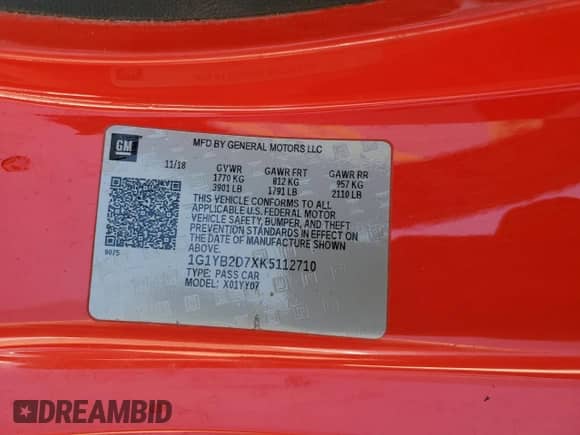 GM
MFD BY GENERAL MOTORS LLC
11/18 GVWR GAWR FRT GAWR RR
1770 KG 812 KG 957 KG
3901 LB 1791 LB 2110 LB
THIS VEHICLE CONFORMS TO ALL
APPLICABLE U.S. FEDERAL MOTOR
VEHICLE SAFETY, BUMPER, AND THEFT
PREVENTION STANDARDS IN EFFECT ON
THE DATE OF MANUFACTURE SHOWN
ABOVE.
9075
1G1YB2D7XK5112710
TYPE: PASS CAR
MODEL: X01YY07
DREAMBID